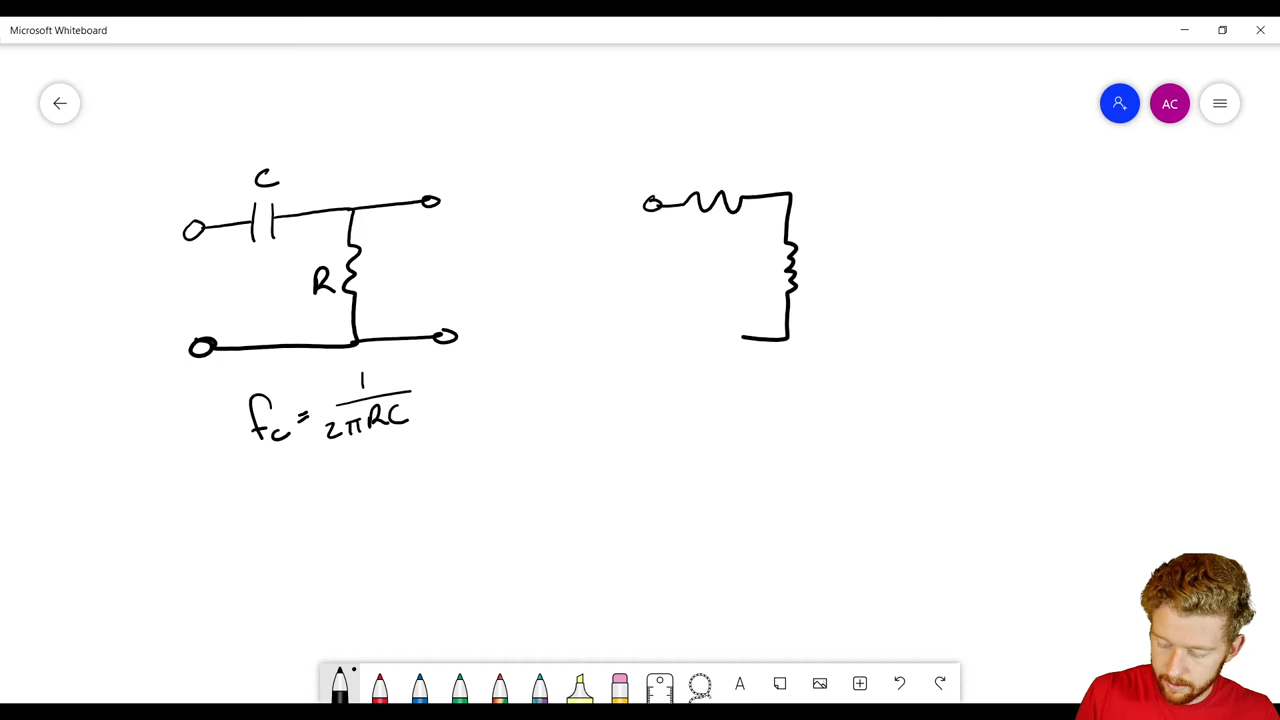 Microsoft Whiteboard
AC
C
R
fc = 1/2πRC
A